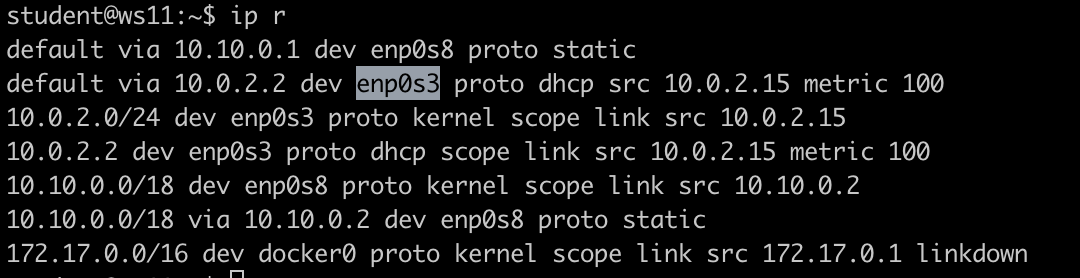 student@ws11:~$ ip r
default via 10.10.0.1 dev enp0s8 proto static
default via 10.0.2.2 dev enp0s3 proto dhcp src 10.0.2.15 metric 100
10.0.2.0/24 dev enp0s3 proto kernel scope link src 10.0.2.15
10.0.2.2 dev enp0s3 proto dhcp scope link src 10.0.2.15 metric 100
10.10.0.0/18 dev enp0s8 proto kernel scope link src 10.10.0.2
10.10.0.0/18 via 10.10.0.2 dev enp0s8 proto static
172.17.0.0/16 dev docker0 proto kernel scope link src 172.17.0.1 linkdown